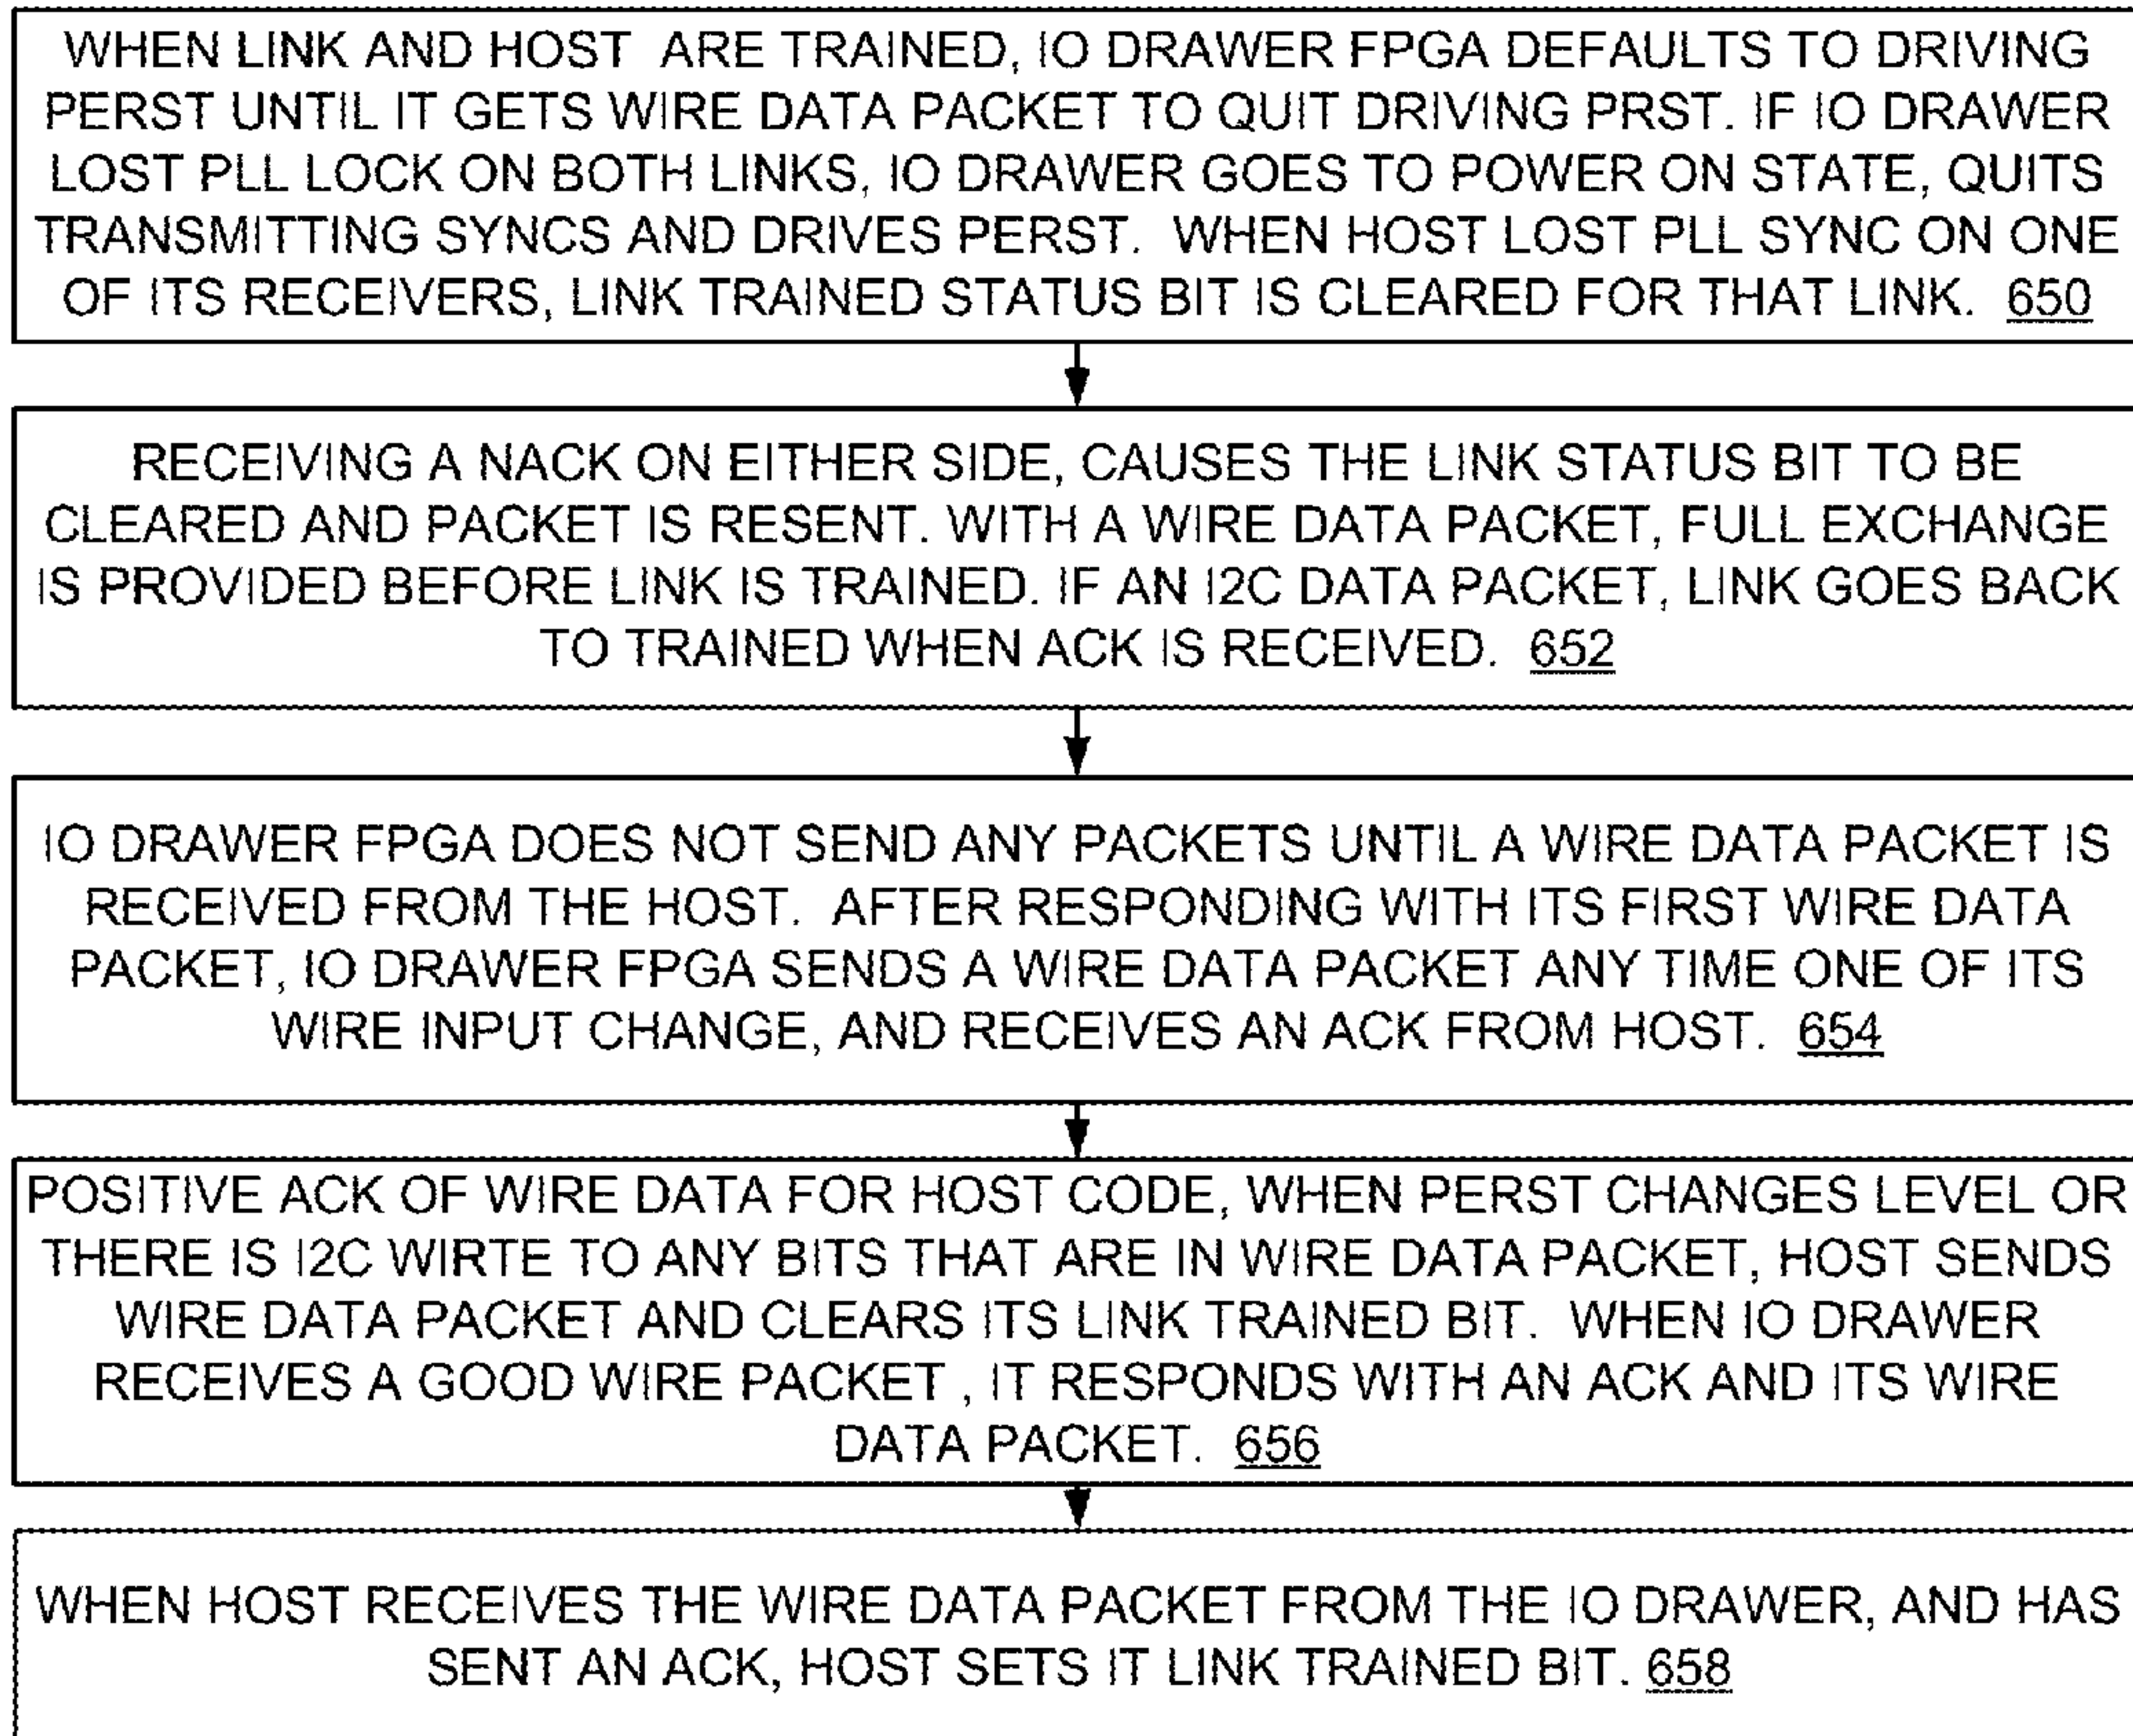 WHEN LINK AND HOST ARE TRAINED, IO DRAWER FPGA DEFAULTS TO DRIVING
PERST UNTIL IT GETS WIRE DATA PACKET TO QUIT DRIVING PRST. IF IO DRAWER
LOST PLL LOCK ON BOTH LINKS, IO DRAWER GOES TO POWER ON STATE, QUITS
TRANSMITTING SYNCS AND DRIVES PERST. WHEN HOST LOST PLL SYNC ON ONE
OF ITS RECEIVERS, LINK TRAINED STATUS BIT IS CLEARED FOR THAT LINK. 650
RECEIVING A NACK ON EITHER SIDE, CAUSES THE LINK STATUS BIT TO BE
CLEARED AND PACKET IS RESENT. WITH A WIRE DATA PACKET, FULL EXCHANGE
IS PROVIDED BEFORE LINK IS TRAINED. IF AN I2C DATA PACKET, LINK GOES BACK
TO TRAINED WHEN ACK IS RECEIVED. 652
IO DRAWER FPGA DOES NOT SEND ANY PACKETS UNTIL A WIRE DATA PACKET IS
RECEIVED FROM THE HOST. AFTER RESPONDING WITH ITS FIRST WIRE DATA
PACKET, IO DRAWER FPGA SENDS A WIRE DATA PACKET ANY TIME ONE OF ITS
WIRE INPUT CHANGE, AND RECEIVES AN ACK FROM HOST. 654
POSITIVE ACK OF WIRE DATA FOR HOST CODE, WHEN PERST CHANGES LEVEL OR
THERE IS I2C WIRTE TO ANY BITS THAT ARE IN WIRE DATA PACKET, HOST SENDS
WIRE DATA PACKET AND CLEARS ITS LINK TRAINED BIT. WHEN IO DRAWER
RECEIVES A GOOD WIRE PACKET , IT RESPONDS WITH AN ACK AND ITS WIRE
DATA PACKET. 656
WHEN HOST RECEIVES THE WIRE DATA PACKET FROM THE IO DRAWER, AND HAS
SENT AN ACK, HOST SETS IT LINK TRAINED BIT. 658